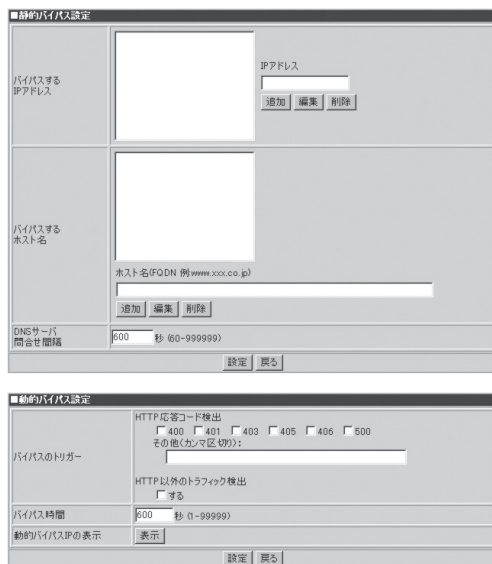 ■静的バイパス設定
バイパスする
IPアドレス
IPアドレス
追加 編集 削除
バイパスする
ホスト名
ホスト名(FQDN 例:www.xxx.co.jp)
追加 編集 削除
DNSサーバ
問合せ間隔
600 秒 (60-999999)
設定 戻る
■動的バイパス設定
バイパスのトリガー
HTTP応答コード検出
400 401 403 405 406 500
その他(カンマ区切り):
HTTP以外のトラフィック検出
する
バイパス時間
600 秒 (1-99999)
動的バイパスIPの表示
表示
設定 戻る